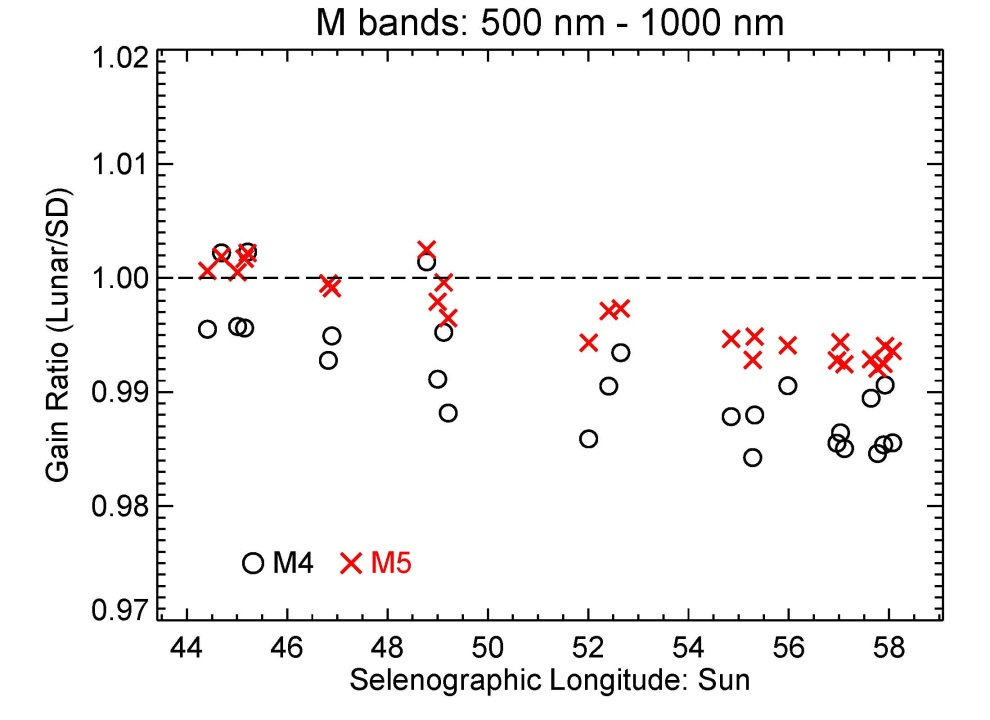 M bands: 500 nm - 1000 nm
1.02
1.01
1.00
0.99
0.98
0.97
Gain Ratio (Lunar/SD)
M4 M5
44 46 48 50 52 54 56 58
Selenographic Longitude: Sun